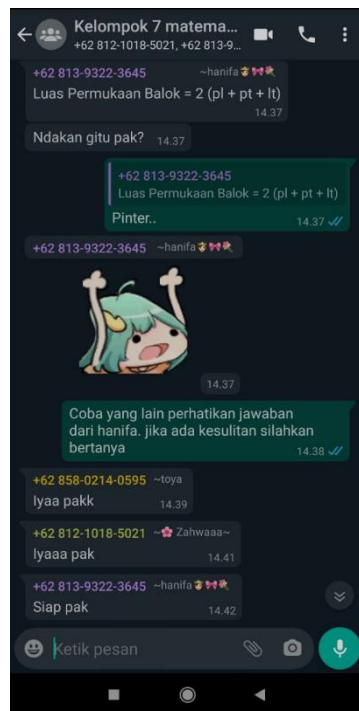 Kelompok 7 matema...
+62 812-1018-5021, +62 813-9...
+62 813-9322-3645 ~hanifa
Luas Permukaan Balok = 2 (pl + pt + lt)
14.37
Ndakan gitu pak? 14.37
+62 813-9322-3645
Luas Permukaan Balok = 2 (pl + pt + lt)
Pinter.. 14.37
+62 813-9322-3645 ~hanifa
14.37
Coba yang lain perhatikan jawaban
dari hanifa. jika ada kesulitan silahkan
bertanya 14.38
+62 858-0214-0595 ~toya
Iyaa pakk 14.39
+62 812-1018-5021 ~🌸 Zahwaaa~
Iyaaa pak 14.41
+62 813-9322-3645 ~hanifa
Siap pak 14.42
Ketik pesan